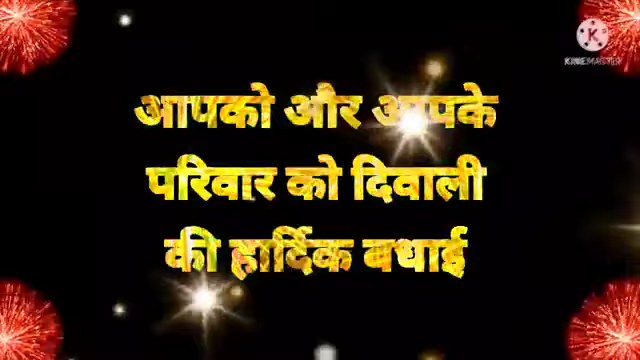 KINEMASTER
आपको और आपके
परिवार को दिवाली
की हार्दिक बधाई